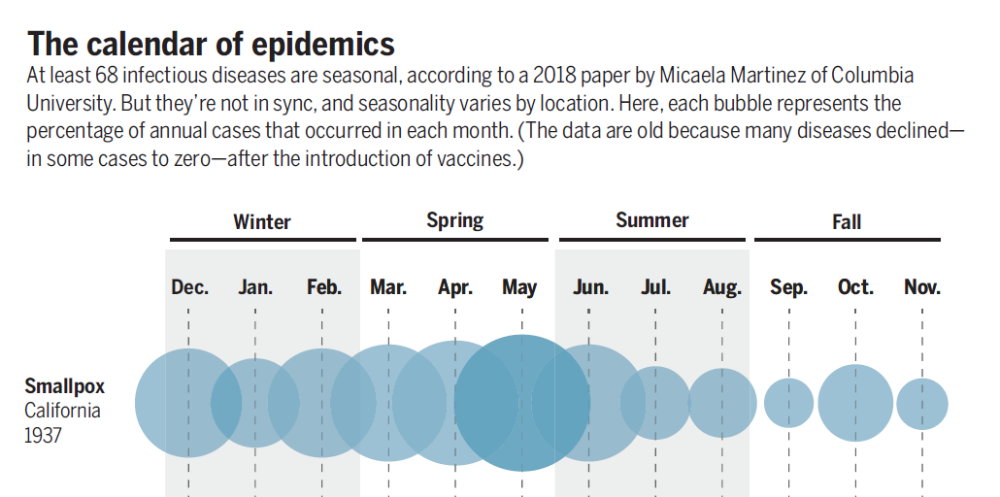 The calendar of epidemics
At least 68 infectious diseases are seasonal, according to a 2018 paper by Micaela Martinez of Columbia
University. But they’re not in sync, and seasonality varies by location. Here, each bubble represents the
percentage of annual cases that occurred in each month. (The data are old because many diseases declined—
in some cases to zero—after the introduction of vaccines.)
Winter Spring Summer Fall
Dec. Jan. Feb. Mar. Apr. May Jun. Jul. Aug. Sep. Oct. Nov.
Smallpox
California
1937